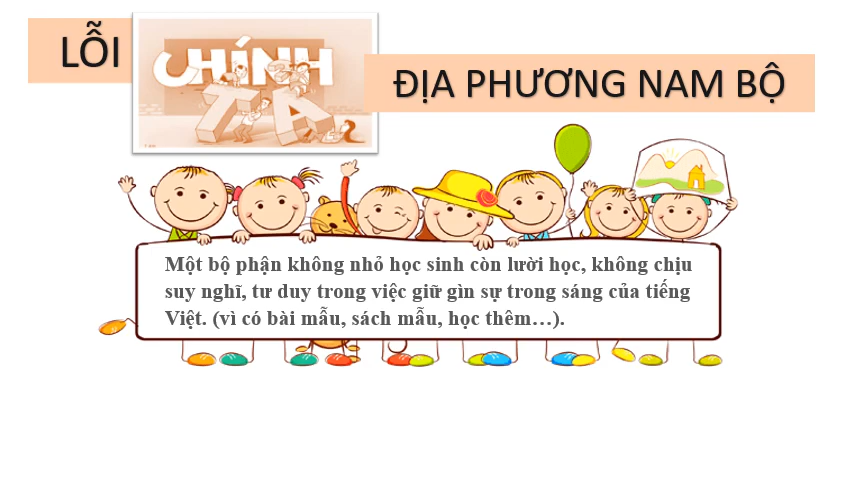 LỖI
CHÍNH
TẢ
ĐỊA PHƯƠNG NAM BỘ
Một bộ phận không nhỏ học sinh còn lười học, không chịu
suy nghĩ, tư duy trong việc giữ gìn sự trong sáng của tiếng
Việt. (vì có bài mẫu, sách mẫu, học thêm…).